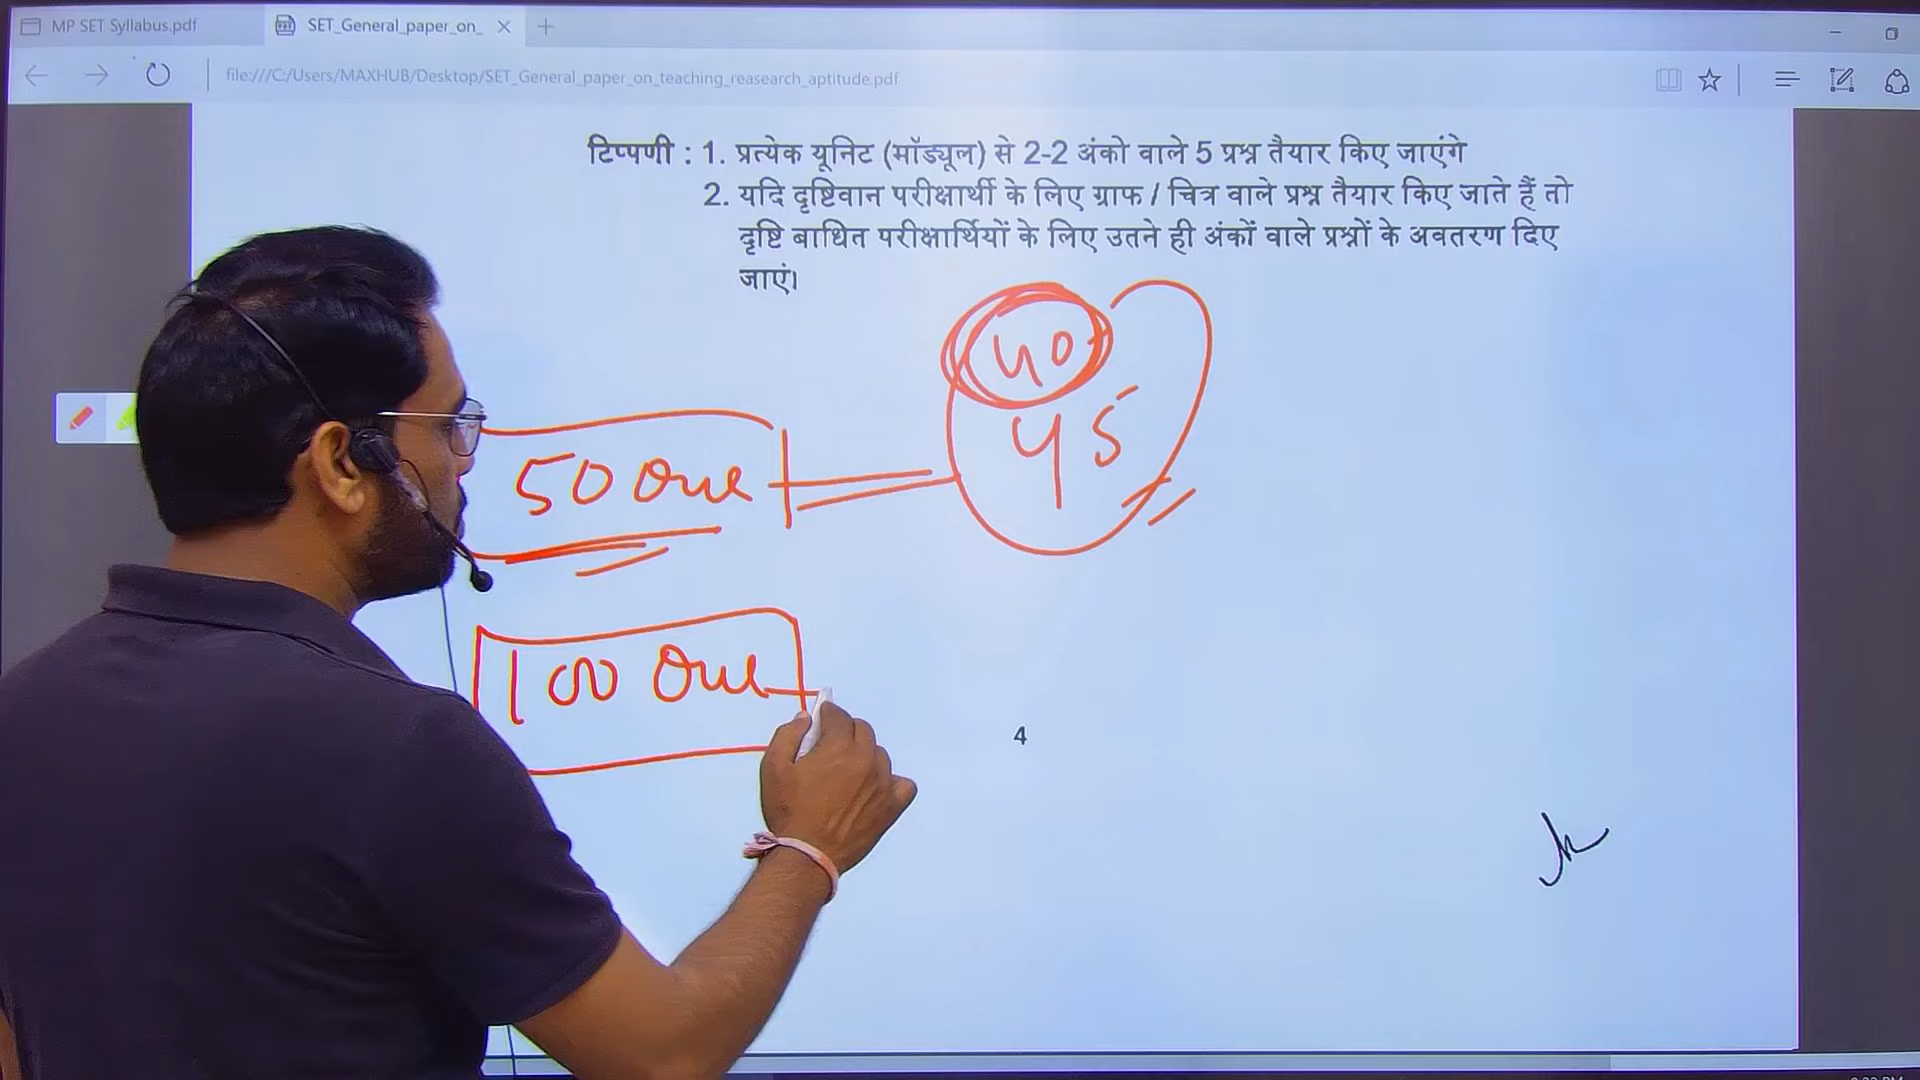 MP SET Syllabus.pdf
SET_General_paper_on_
file:///C:/Users/MAXHUB/Desktop/SET_General_paper_on_teaching_reasearch_aptitude.pdf
टिप्पणी : 1. प्रत्येक यूनिट (मॉड्यूल) से 2-2 अंको वाले 5 प्रश्न तैयार किए जाएंगे
2. यदि दृष्टिवान परीक्षार्थी के लिए ग्राफ / चित्र वाले प्रश्न तैयार किए जाते हैं तो
दृष्टि बाधित परीक्षार्थियों के लिए उतने ही अंकों वाले प्रश्नों के अवतरण दिए
जाएं।
40
45
50 Que
100 Que
4